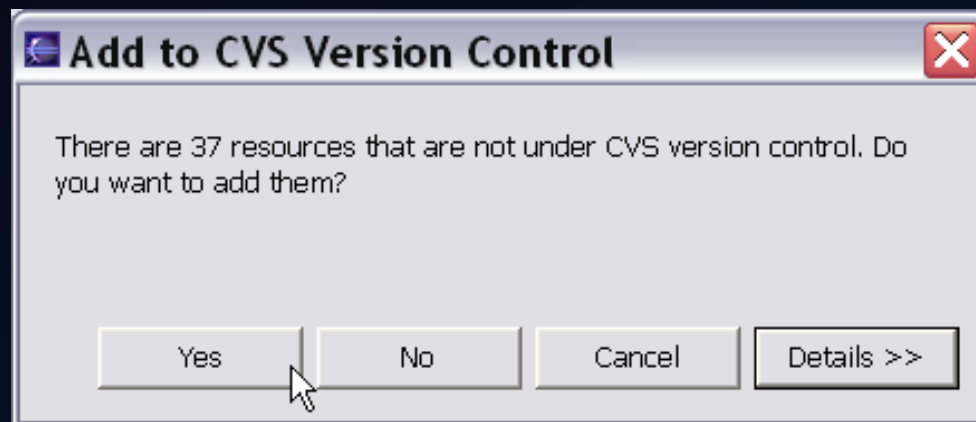 Add to CVS Version Control
There are 37 resources that are not under CVS version control. Do
you want to add them?
Yes No Cancel Details >>